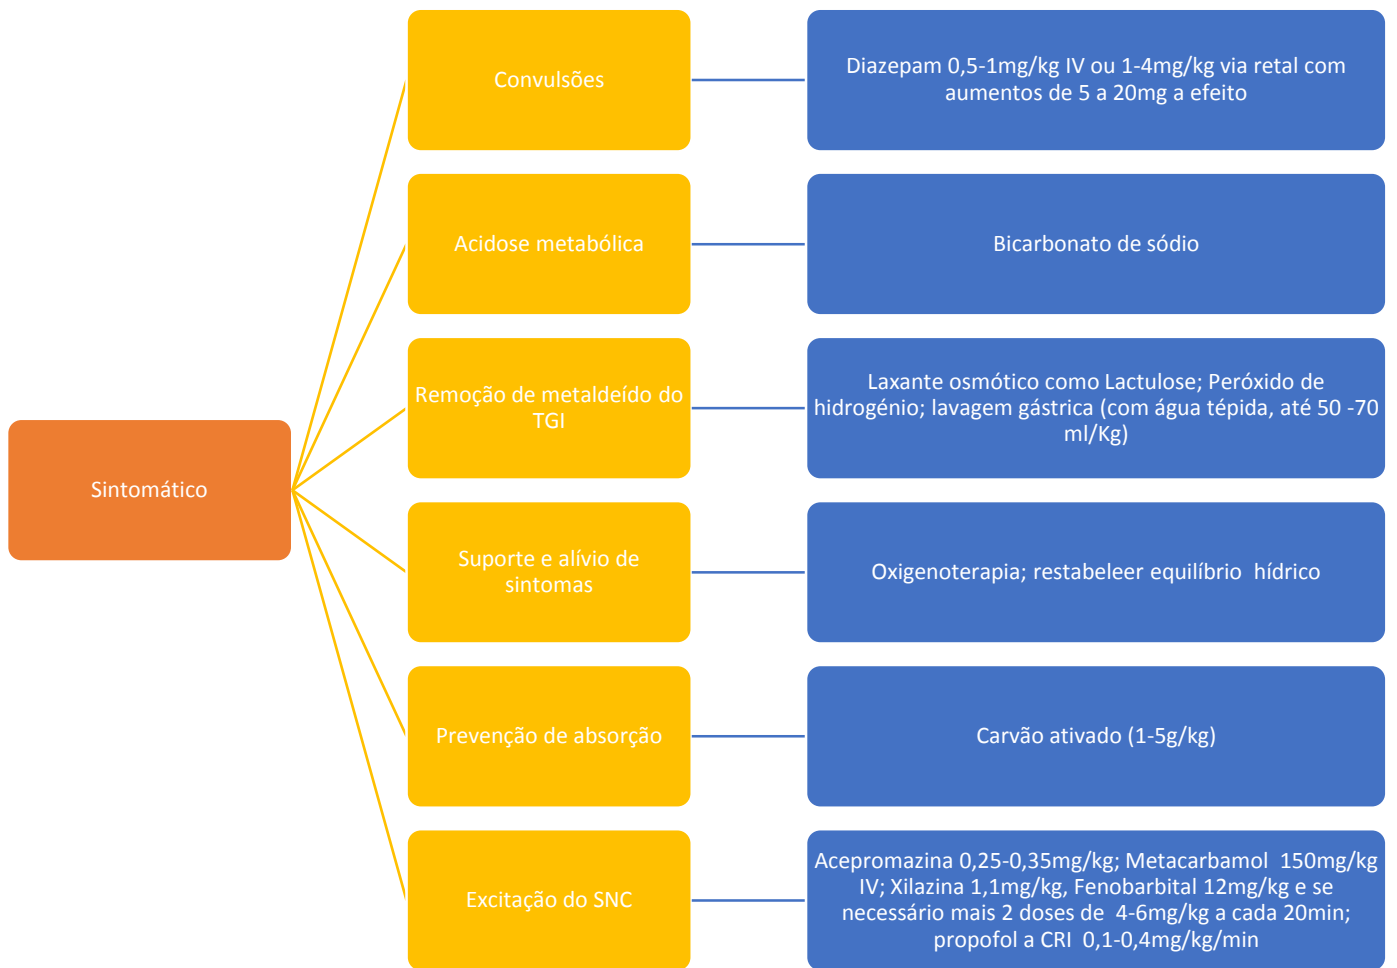 Sintomático
Convulsões
Diazepam 0,5-1mg/kg IV ou 1-4mg/kg via retal com
aumentos de 5 a 20mg a efeito
Acidose metabólica
Bicarbonato de sódio
Remoção de metaldeído do
TGI
Laxante osmótico como Lactulose; Peróxido de
hidrogénio; lavagem gástrica (com água tépida, até 50 -70
ml/Kg)
Suporte e alívio de
sintomas
Oxigenoterapia; restabeleer equilíbrio hídrico
Prevenção de absorção
Carvão ativado (1-5g/kg)
Excitação do SNC
Acepromazina 0,25-0,35mg/kg; Metacarbamol 150mg/kg
IV; Xilazina 1,1mg/kg, Fenobarbital 12mg/kg e se
necessário mais 2 doses de 4-6mg/kg a cada 20min;
propofol a CRI 0,1-0,4mg/kg/min